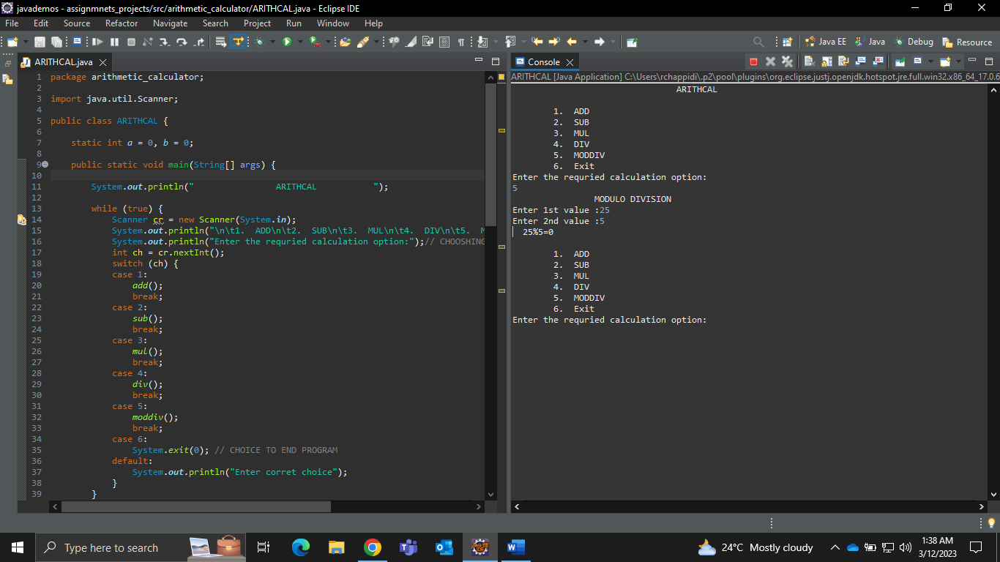 javademos - assignmnets_projects/src/arithmetic_calculator/ARITHCAL.java - Eclipse IDE
File Edit Source Refactor Navigate Search Project Run Window Help
Java EE Java Debug Resource
ARITHCAL.java
1 package arithmetic_calculator;
2
3 import java.util.Scanner;
4
5 public class ARITHCAL {
6
7 static int a = 0, b = 0;
8
9 public static void main(String[] args) {
10
11 System.out.println(" ARITHCAL ");
12
13 while (true) {
14 Scanner cr = new Scanner(System.in);
15 System.out.println("\n\t1. ADD\n\t2. SUB\n\t3. MUL\n\t4. DIV\n\t5. M
16 System.out.println("Enter the requried calculation option:");// CHOOSHING
17 int ch = cr.nextInt();
18 switch (ch) {
19 case 1:
20 add();
21 break;
22 case 2:
23 sub();
24 break;
25 case 3:
26 mul();
27 break;
28 case 4:
29 div();
30 break;
31 case 5:
32 moddiv();
33 break;
34 case 6:
35 System.exit(0); // CHOICE TO END PROGRAM
36 default:
37 System.out.println("Enter corret choice");
38 }
39 }
Console
ARITHCAL [Java Application] C:\Users\rchappidi\.p2\pool\plugins\org.eclipse.justj.openjdk.hotspot.jre.full.win32.x86_64_17.0.6
ARITHCAL
1. ADD
2. SUB
3. MUL
4. DIV
5. MODDIV
6. Exit
Enter the requried calculation option:
5
MODULO DIVISION
Enter 1st value :25
Enter 2nd value :5
25%5=0
1. ADD
2. SUB
3. MUL
4. DIV
5. MODDIV
6. Exit
Enter the requried calculation option:
Type here to search
24°C Mostly cloudy
1:38 AM
3/12/2023